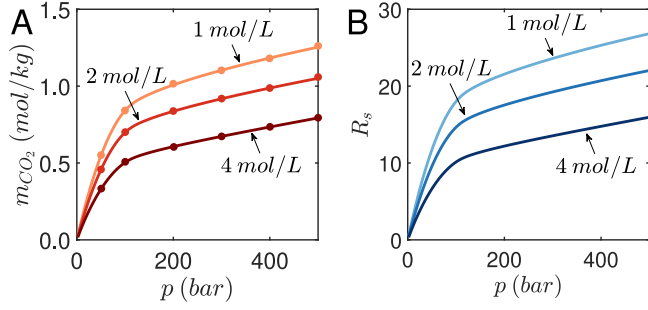 A
1.5
1.0
0.5
0.0
m_{CO_2} (mol/kg)
1 mol/L
2 mol/L
4 mol/L
0
200
400
p (bar)
B
30
20
10
0
R_s
1 mol/L
2 mol/L
4 mol/L
0
200
400
p (bar)